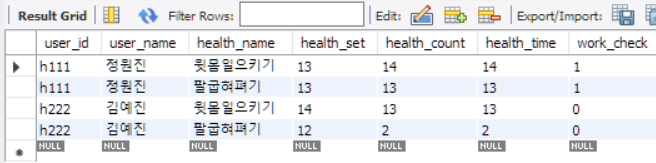 Result Grid Filter Rows: Edit: Export/Import:
user_id user_name health_name health_set health_count health_time work_check
h111 정원진 윗몸일으키기 13 14 14 1
h111 정원진 팔굽혀펴기 13 13 13 1
h222 김예진 윗몸일으키기 14 13 13 0
h222 김예진 팔굽혀펴기 12 2 2 0
NULL NULL NULL NULL NULL NULL NULL